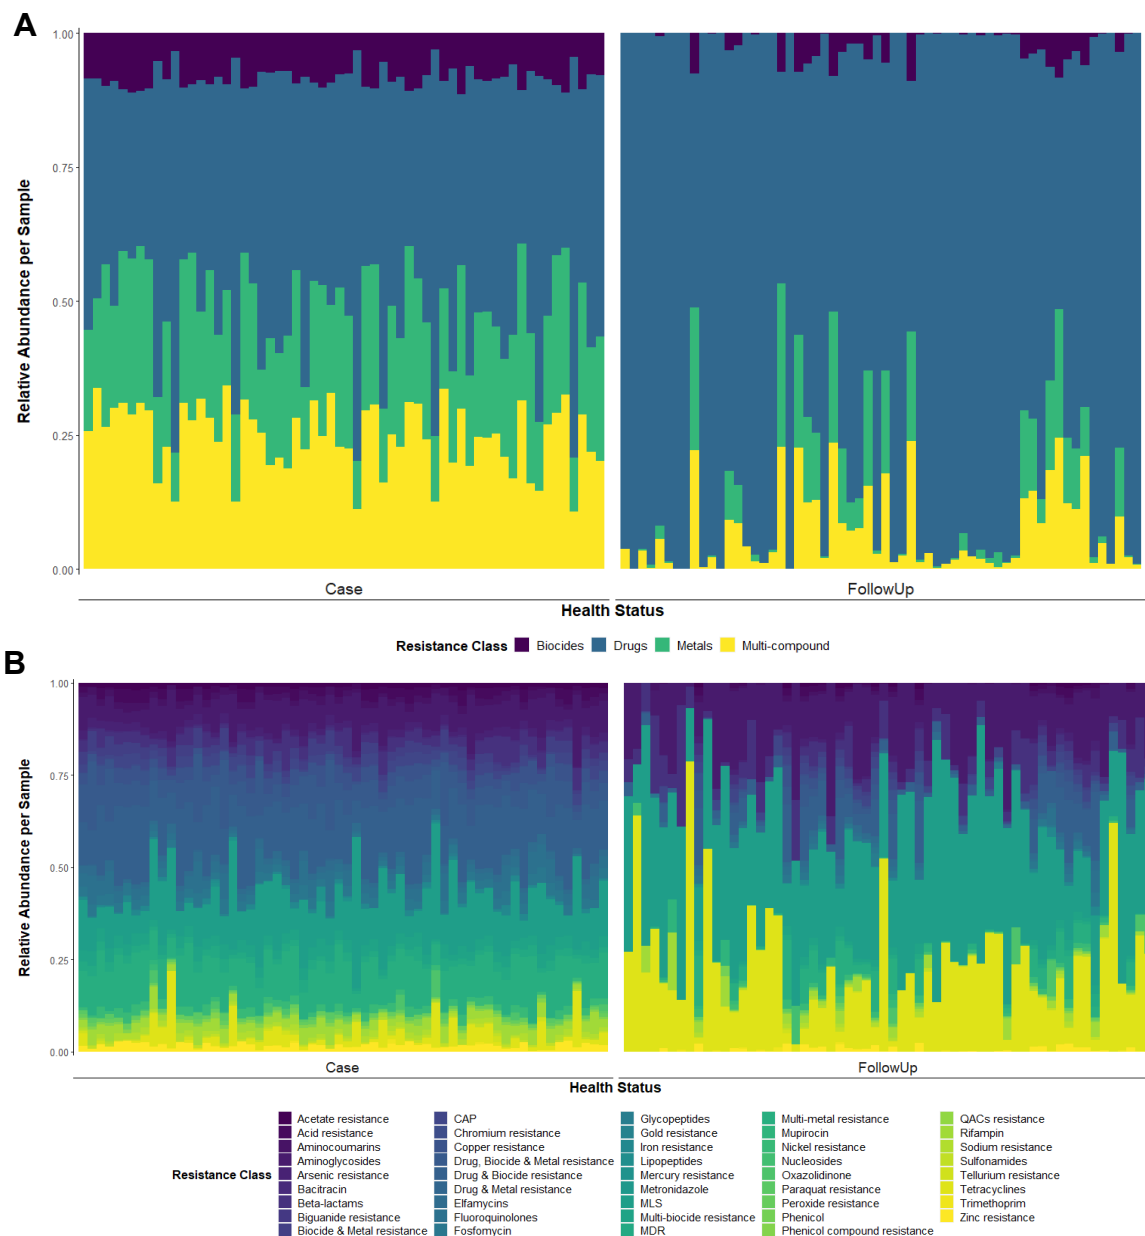 A
Relative Abundance per Sample
1.00
0.75
0.50
0.25
0.00
Case
FollowUp
Health Status
Resistance Class Biocides Drugs Metals Multi-compound
B
Relative Abundance per Sample
1.00
0.75
0.50
0.25
0.00
Case
FollowUp
Health Status
Resistance Class
Acetate resistance
Acid resistance
Aminocoumarins
Aminoglycosides
Arsenic resistance
Bacitracin
Beta-lactams
Biguanide resistance
Biocide & Metal resistance
CAP
Chromium resistance
Copper resistance
Drug, Biocide & Metal resistance
Drug & Biocide resistance
Drug & Metal resistance
Elfamycins
Fluoroquinolones
Fosfomycin
Glycopeptides
Gold resistance
Iron resistance
Lipopeptides
Mercury resistance
Metronidazole
MLS
Multi-biocide resistance
MDR
Multi-metal resistance
Mupirocin
Nickel resistance
Nucleosides
Oxazolidinone
Paraquat resistance
Peroxide resistance
Phenicol
Phenicol compound resistance
QACs resistance
Rifampin
Sodium resistance
Sulfonamides
Tellurium resistance
Tetracyclines
Trimethoprim
Zinc resistance